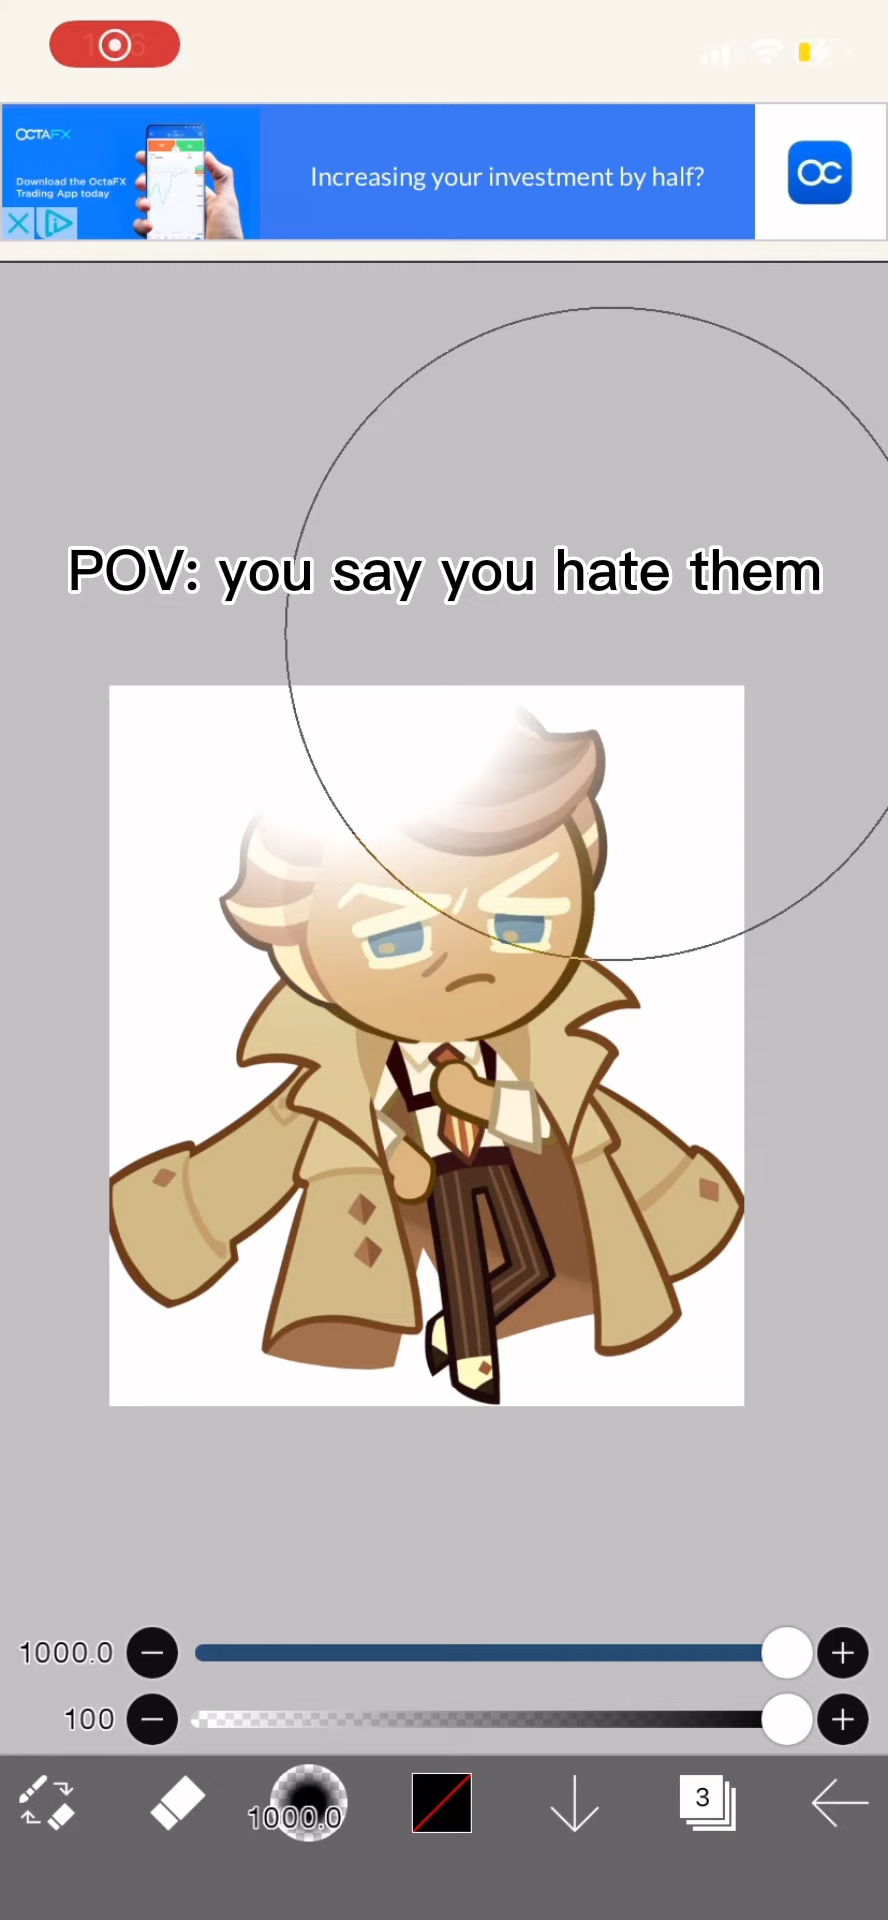 OCTAFX
Download the OctaFX
Trading App today
Increasing your investment by half?
POV: you say you hate them
1000.0
100
1000.0
3